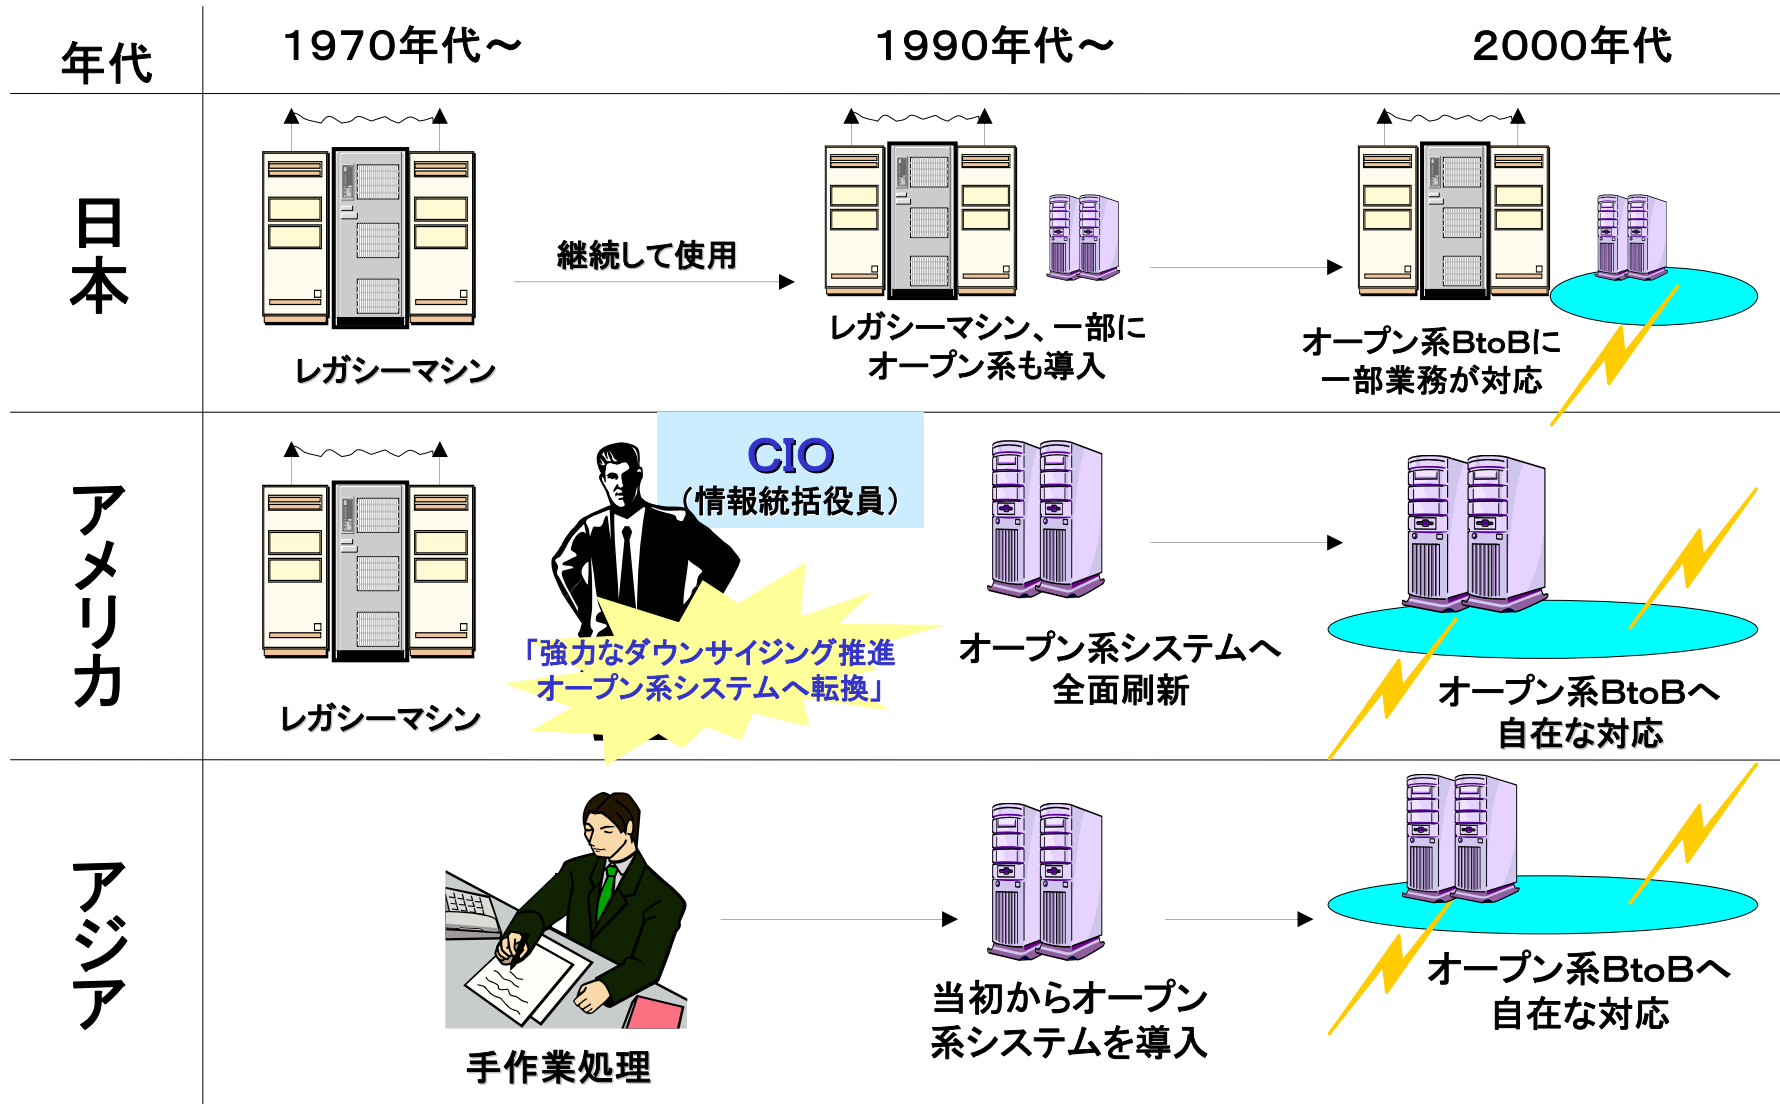 年代
1970年代~
1990年代~
2000年代
日本
継続して使用
レガシーマシン
レガシーマシン、一部に
オープン系も導入
オープン系BtoBに
一部業務が対応
アメリカ
レガシーマシン
CIO
(情報統括役員)
「強力なダウンサイジング推進
オープン系システムへ転換」
オープン系システムへ
全面刷新
オープン系BtoBへ
自在な対応
アジア
手作業処理
当初からオープン
系システムを導入
オープン系BtoBへ
自在な対応